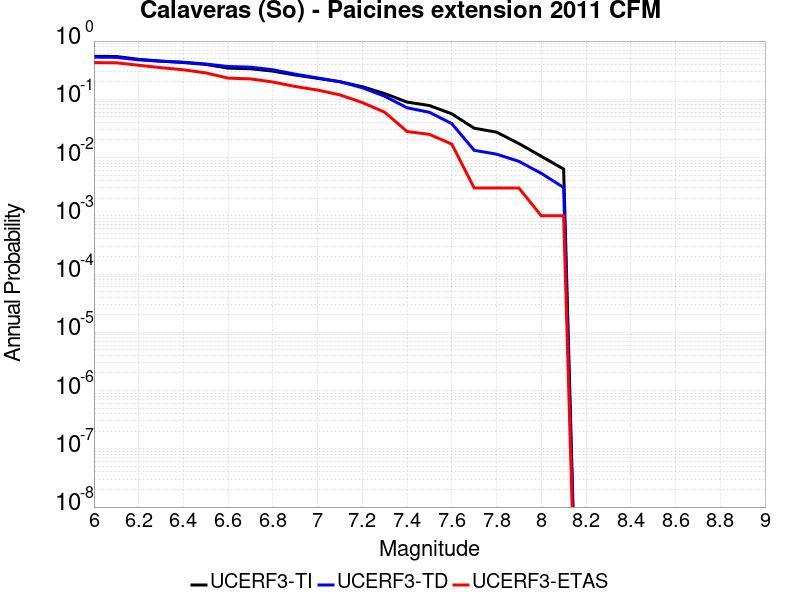 Calaveras (So) - Paicines extension 2011 CFM
Annual Probability
10^0
10^-1
10^-2
10^-3
10^-4
10^-5
10^-6
10^-7
10^-8
6 6.2 6.4 6.6 6.8 7 7.2 7.4 7.6 7.8 8 8.2 8.4 8.6 8.8 9
Magnitude
UCERF3-TI UCERF3-TD UCERF3-ETAS